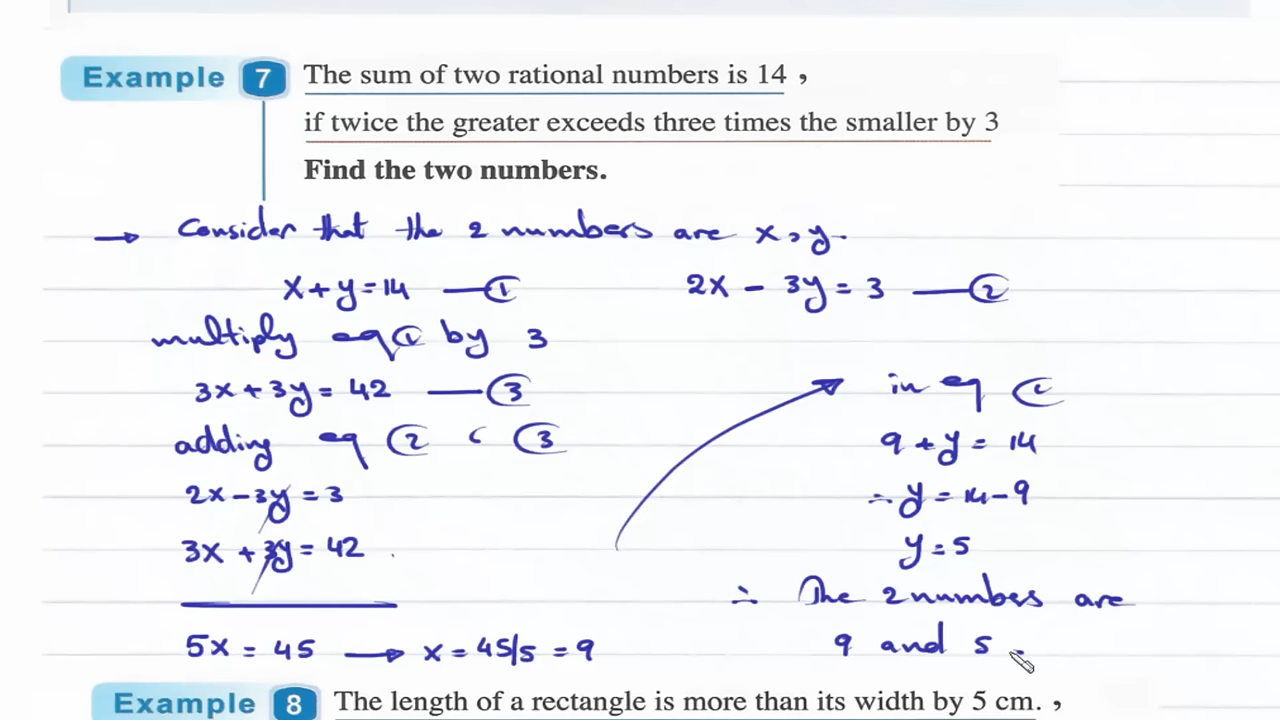 Example 7 The sum of two rational numbers is 14 ,
if twice the greater exceeds three times the smaller by 3
Find the two numbers.
→ Consider that the 2 numbers are x , y.
x + y = 14 — ①
2x - 3y = 3 — ②
multiply eq ① by 3
3x + 3y = 42 — ③
adding eq ② ③
2x - 3y = 3
3x + 3y = 42
5x = 45 → x = 45/5 = 9
in eq ①
9 + y = 14
∴ y = 14 - 9
y = 5
∴ The 2 numbers are
9 and 5 .
Example 8 The length of a rectangle is more than its width by 5 cm. ,